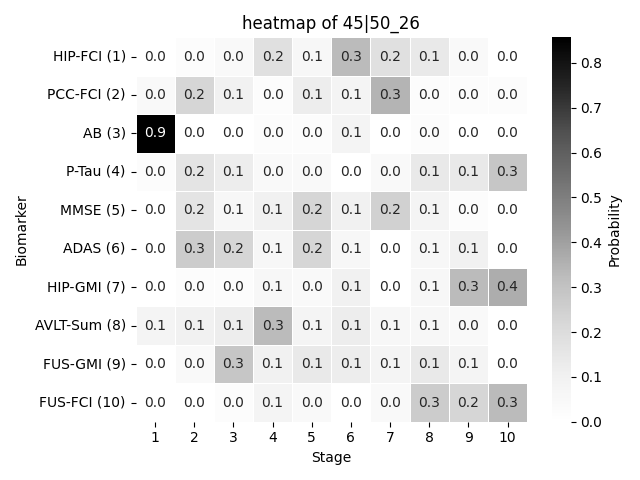 heatmap of 45|50_26
HIP-FCI (1) 0.0 0.0 0.0 0.2 0.1 0.3 0.2 0.1 0.0 0.0
PCC-FCI (2) 0.0 0.2 0.1 0.0 0.1 0.1 0.3 0.0 0.0 0.0
AB (3) 0.9 0.0 0.0 0.0 0.0 0.1 0.0 0.0 0.0 0.0
P-Tau (4) 0.0 0.2 0.1 0.0 0.0 0.0 0.0 0.1 0.1 0.3
MMSE (5) 0.0 0.2 0.1 0.1 0.2 0.1 0.2 0.1 0.0 0.0
ADAS (6) 0.0 0.3 0.2 0.1 0.2 0.1 0.0 0.1 0.1 0.0
HIP-GMI (7) 0.0 0.0 0.0 0.1 0.0 0.1 0.0 0.1 0.3 0.4
AVLT-Sum (8) 0.1 0.1 0.1 0.3 0.1 0.1 0.1 0.1 0.0 0.0
FUS-GMI (9) 0.0 0.0 0.3 0.1 0.1 0.1 0.1 0.1 0.1 0.0
FUS-FCI (10) 0.0 0.0 0.0 0.1 0.0 0.0 0.0 0.3 0.2 0.3
1 2 3 4 5 6 7 8 9 10
Stage
Biomarker
0.8
0.7
0.6
0.5
0.4
0.3
0.2
0.1
0.0
Probability